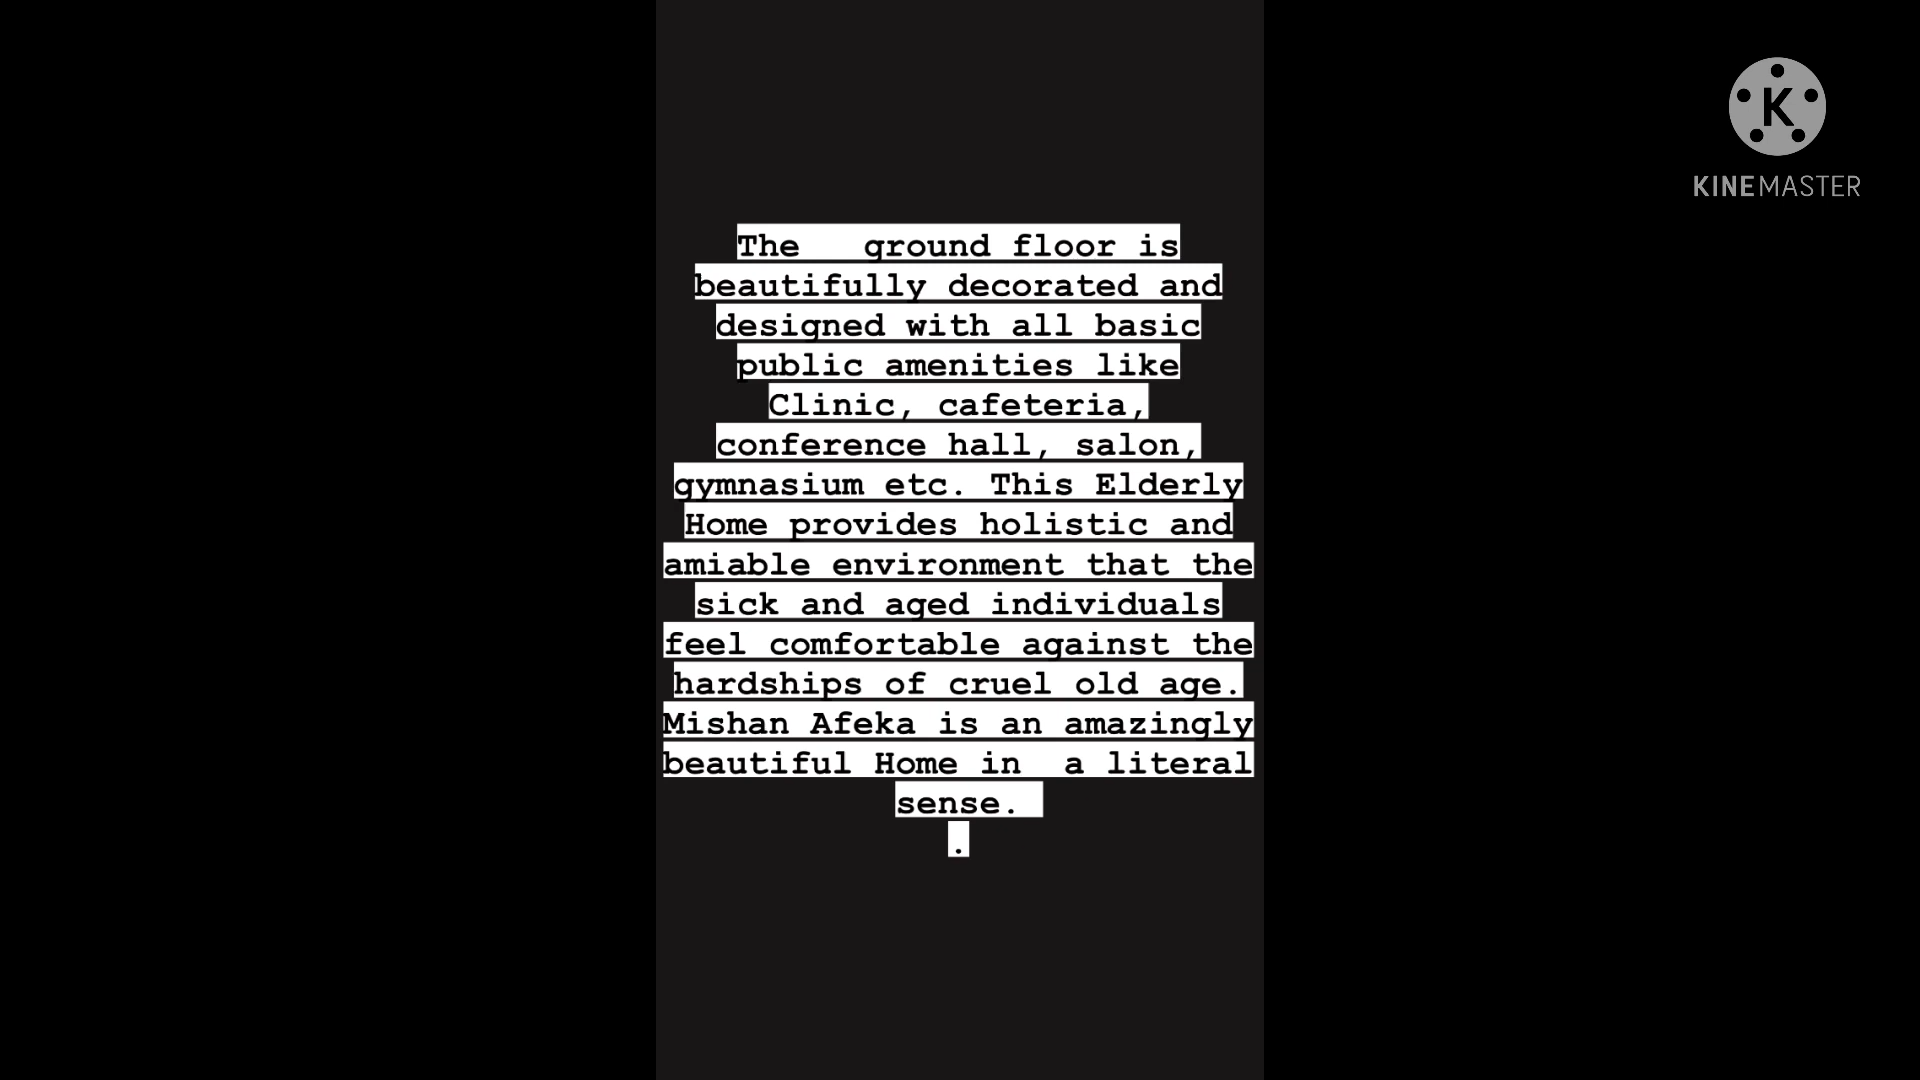 The   ground floor is
beautifully decorated and
designed with all basic
public amenities like
Clinic, cafeteria,
conference hall, salon,
gymnasium etc. This Elderly
Home provides holistic and
amiable environment that the
sick and aged individuals
feel comfortable against the
hardships of cruel old age.
Mishan Afeka is an amazingly
beautiful Home in  a literal
sense.
.
K
KINEMASTER